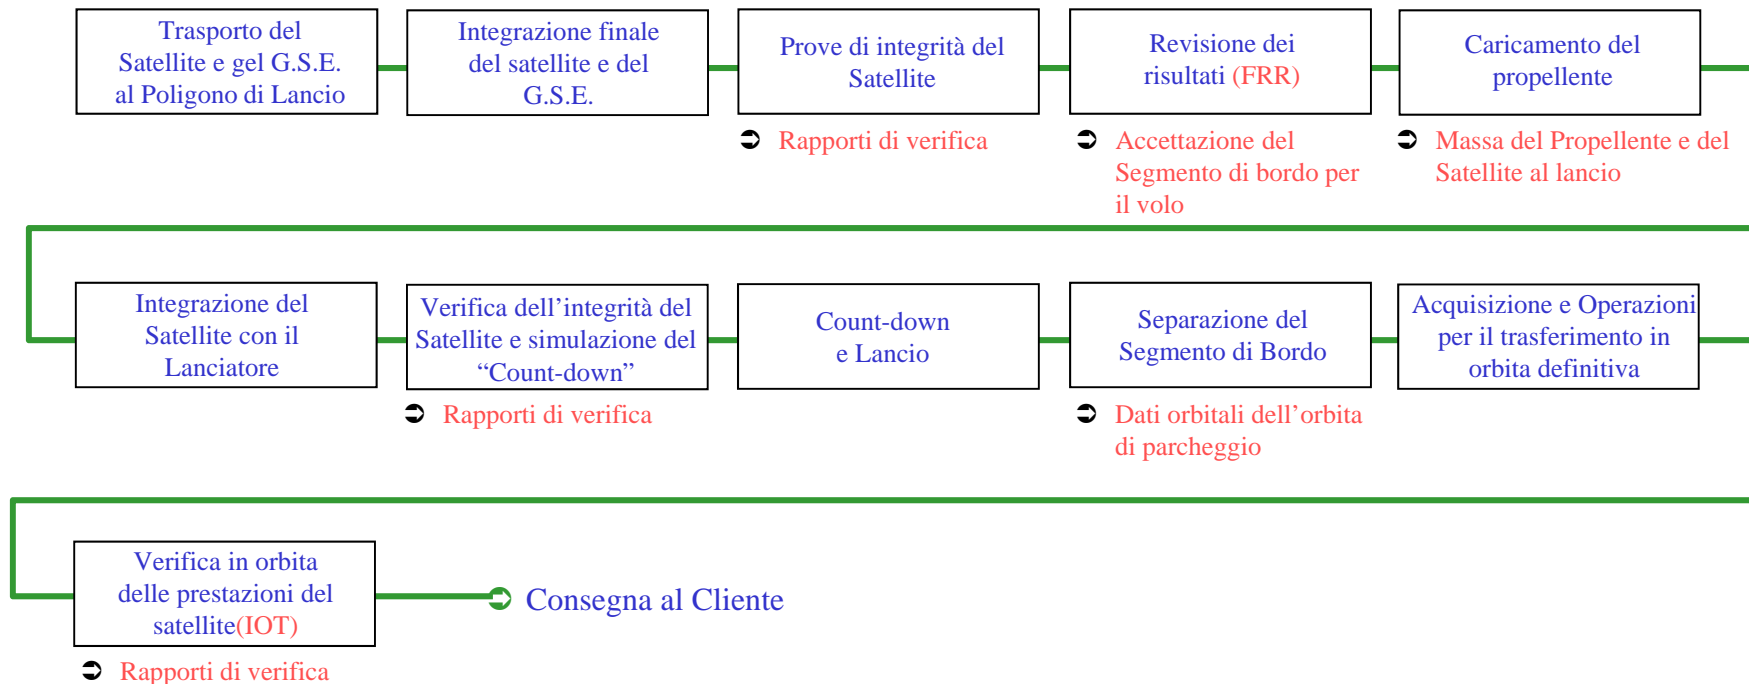 Trasporto del
Satellite e gel G.S.E.
al Poligono di Lancio
Integrazione finale
del satellite e del
G.S.E.
Prove di integrità del
Satellite
Revisione dei
risultati (FRR)
Caricamento del
propellente
Rapporti di verifica
Accettazione del
Segmento di bordo per
il volo
Massa del Propellente e del
Satellite al lancio
Integrazione del
Satellite con il
Lanciatore
Verifica dell’integrità del
Satellite e simulazione del
“Count-down”
Count-down
e Lancio
Separazione del
Segmento di Bordo
Acquisizione e Operazioni
per il trasferimento in
orbita definitiva
Rapporti di verifica
Dati orbitali dell’orbita
di parcheggio
Verifica in orbita
delle prestazioni del
satellite(IOT)
Consegna al Cliente
Rapporti di verifica